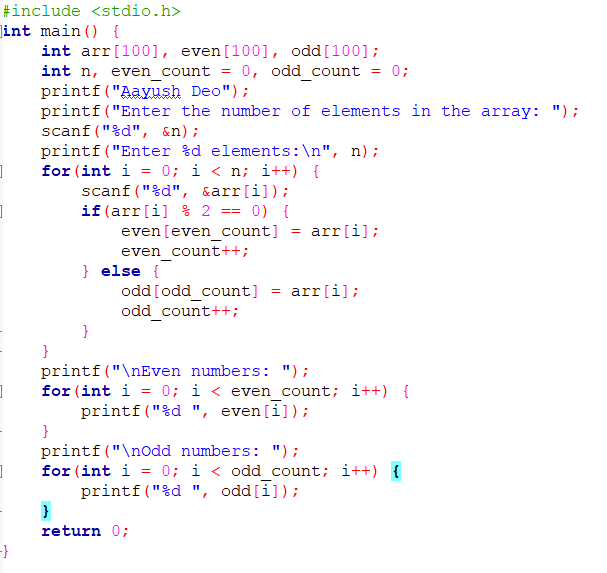 #include <stdio.h>
int main() {
    int arr[100], even[100], odd[100];
    int n, even_count = 0, odd_count = 0;
    printf("Aayush Deo");
    printf("Enter the number of elements in the array: ");
    scanf("%d", &n);
    printf("Enter %d elements:\n", n);
    for(int i = 0; i < n; i++) {
        scanf("%d", &arr[i]);
        if(arr[i] % 2 == 0) {
            even[even_count] = arr[i];
            even_count++;
        } else {
            odd[odd_count] = arr[i];
            odd_count++;
        }
    }
    printf("\nEven numbers: ");
    for(int i = 0; i < even_count; i++) {
        printf("%d ", even[i]);
    }
    printf("\nOdd numbers: ");
    for(int i = 0; i < odd_count; i++) {
        printf("%d ", odd[i]);
    }
    return 0;
}